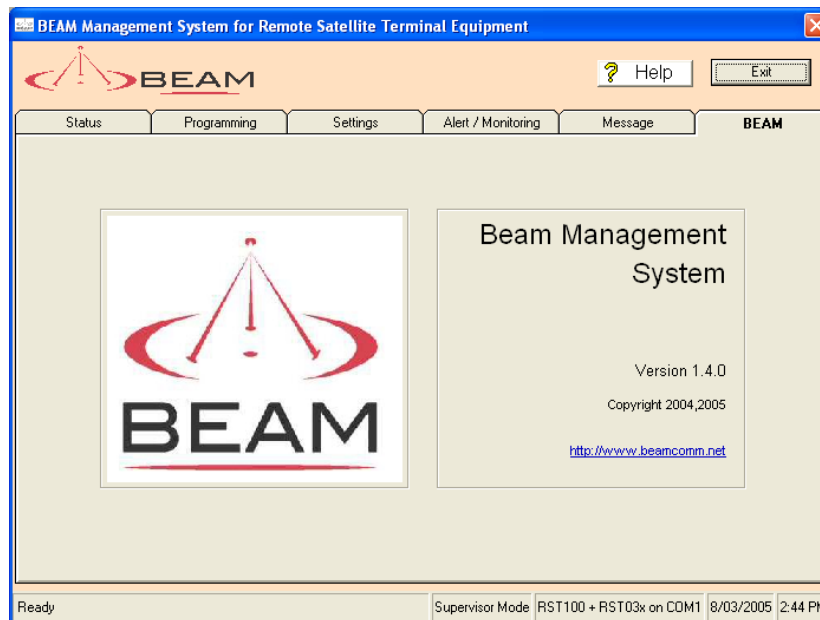 BEAM Management System for Remote Satellite Terminal Equipment
BEAM
? Help
Exit
Status
Programming
Settings
Alert / Monitoring
Message
BEAM
BEAM
Beam Management
System
Version 1.4.0
Copyright 2004,2005
http://www.beamcomm.net
Ready
Supervisor Mode
RST100 + RST03x on COM1
8/03/2005
2:44 PM